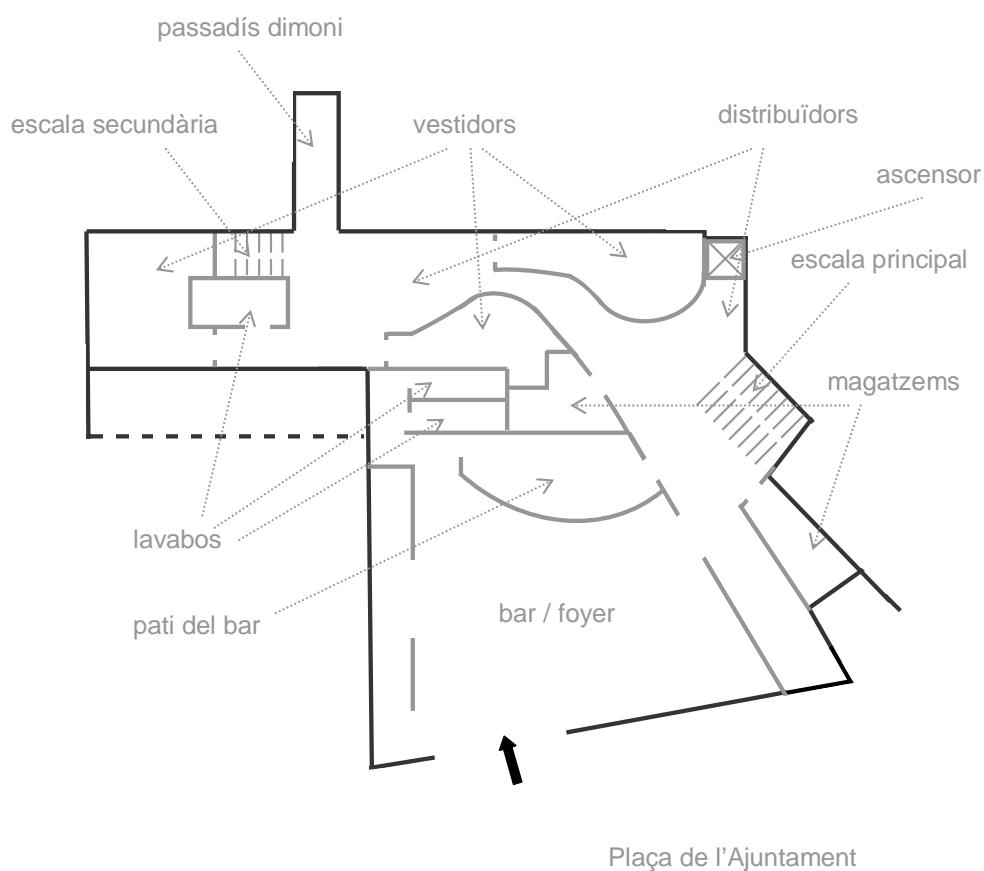 passadís dimoni
escala secundària
vestidors
distribuïdors
ascensor
escala principal
magatzems
lavabos
pati del bar
bar / foyer
Plaça de l’Ajuntament